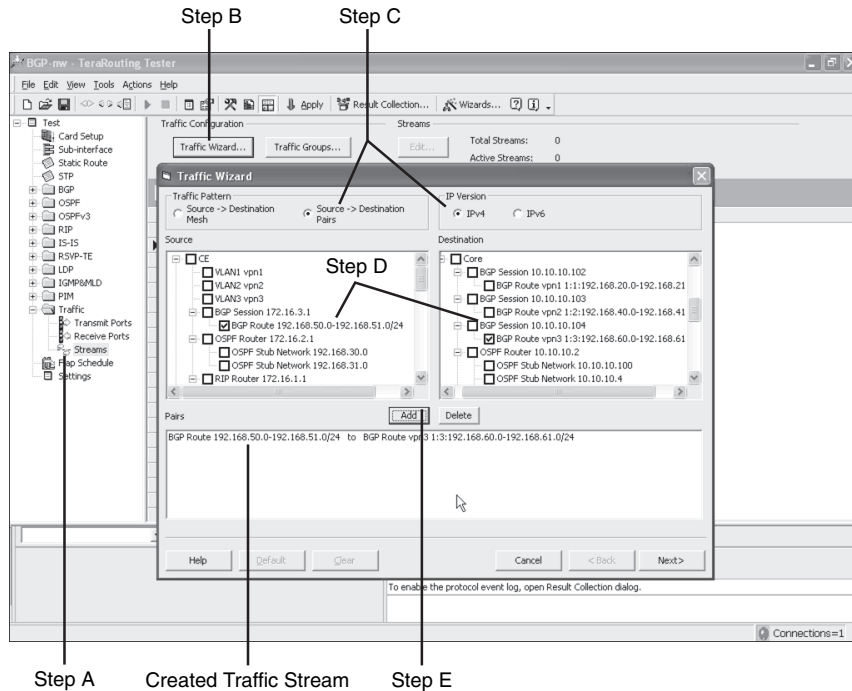 Step B
Step C
BGP-nw - TeraRouting Tester
File Edit View Tools Actions Help
Apply Result Collection... Wizards...
Test
Card Setup
Sub-interface
Static Route
STP
BGP
OSPF
OSPFv3
RIP
IS-IS
RSVP-TE
LDP
IGMP&MLD
PIM
Traffic
Transmit Ports
Receive Ports
Streams
Flap Schedule
Settings
Traffic Configuration
Traffic Wizard...
Traffic Groups...
Streams
Edit...
Total Streams: 0
Active Streams: 0
Traffic Wizard
Traffic Pattern
Source -> Destination Mesh
Source -> Destination Pairs
IP Version
IPv4
IPv6
Source
CE
VLAN1 vpn1
VLAN2 vpn2
VLAN3 vpn3
BGP Session 172.16.3.1
BGP Route 192.168.50.0-192.168.51.0/24
OSPF Router 172.16.2.1
OSPF Stub Network 192.168.30.0
OSPF Stub Network 192.168.31.0
RIP Router 172.16.1.1
Step D
Destination
Core
BGP Session 10.10.10.102
BGP Route vpn1 1:1:192.168.20.0-192.168.21
BGP Session 10.10.10.103
BGP Route vpn2 1:2:192.168.40.0-192.168.41
BGP Session 10.10.10.104
BGP Route vpn3 1:3:192.168.60.0-192.168.61
OSPF Router 10.10.10.2
OSPF Stub Network 10.10.10.100
OSPF Stub Network 10.10.10.4
Pairs
Add
Delete
BGP Route 192.168.50.0-192.168.51.0/24 to BGP Route vpn3 1:3:192.168.60.0-192.168.61.0/24
Help
Default
Clear
Cancel
< Back
Next>
To enable the protocol event log, open Result Collection dialog.
Connections=1
Step A
Created Traffic Stream
Step E